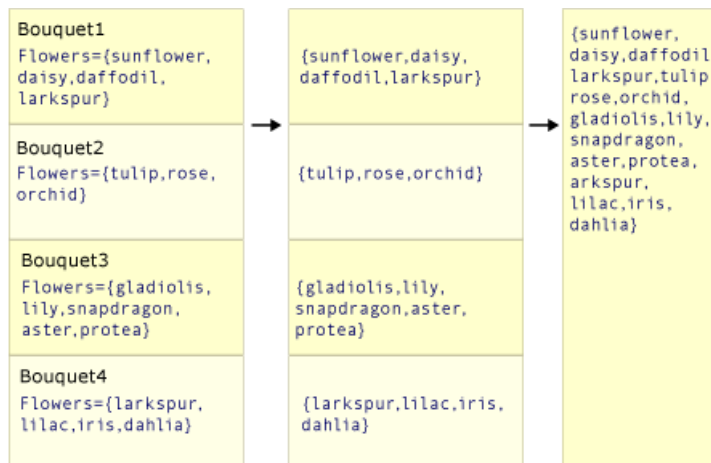 Bouquet1
Flowers={sunflower,
daisy,daffodil,
larkspur}
Bouquet2
Flowers={tulip,rose,
orchid}
Bouquet3
Flowers={gladiolis,
lily,snapdragon,
aster,protea}
Bouquet4
Flowers={larkspur,
lilac,iris,dahlia}
{sunflower,daisy,
daffodil,larkspur}
{tulip,rose,orchid}
{gladiolis,lily,
snapdragon,aster,
protea}
{larkspur,lilac,iris,
dahlia}
{sunflower,
daisy,daffodil
larkspur,tulip
rose,orchid,
gladiolis,lily,
snapdragon,
aster,protea,
arkspur,
lilac,iris,
dahlia}